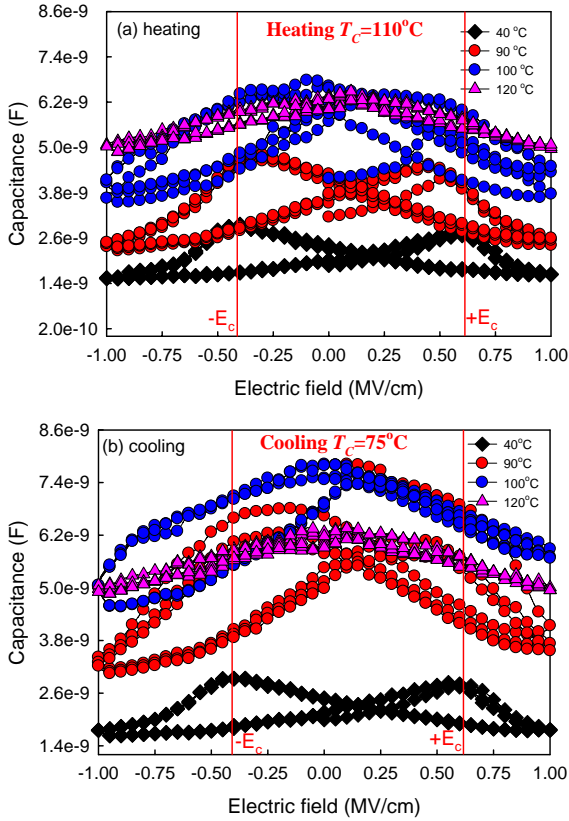 (a) heating
Heating T_C=110°C
40 °C
90 °C
100 °C
120 °C
8.6e-9
7.4e-9
6.2e-9
5.0e-9
3.8e-9
2.6e-9
1.4e-9
2.0e-10
Capacitance (F)
-E_c
+E_c
-1.00 -0.75 -0.50 -0.25 0.00 0.25 0.50 0.75 1.00
Electric field (MV/cm)
(b) cooling
Cooling T_C=75°C
40°C
90°C
100°C
120°C
8.6e-9
7.4e-9
6.2e-9
5.0e-9
3.8e-9
2.6e-9
1.4e-9
Capacitance (F)
-E_c
+E_c
-1.00 -0.75 -0.50 -0.25 0.00 0.25 0.50 0.75 1.00
Electric field (MV/cm)